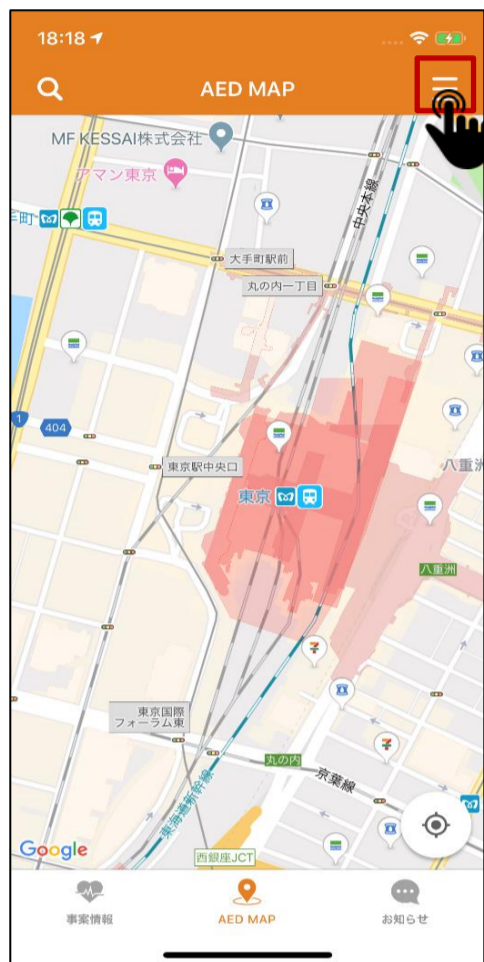 18:18
AED MAP
MF KESSAI株式会社
アマン東京
手町
中央本線
大手町駅前
丸の内一丁目
1
404
東京駅中央口
東京
八重洲
八重洲
東京国際
フォーラム東
丸の内
京葉線
東海道新幹線
西銀座JCT
Google
事案情報
AED MAP
お知らせ